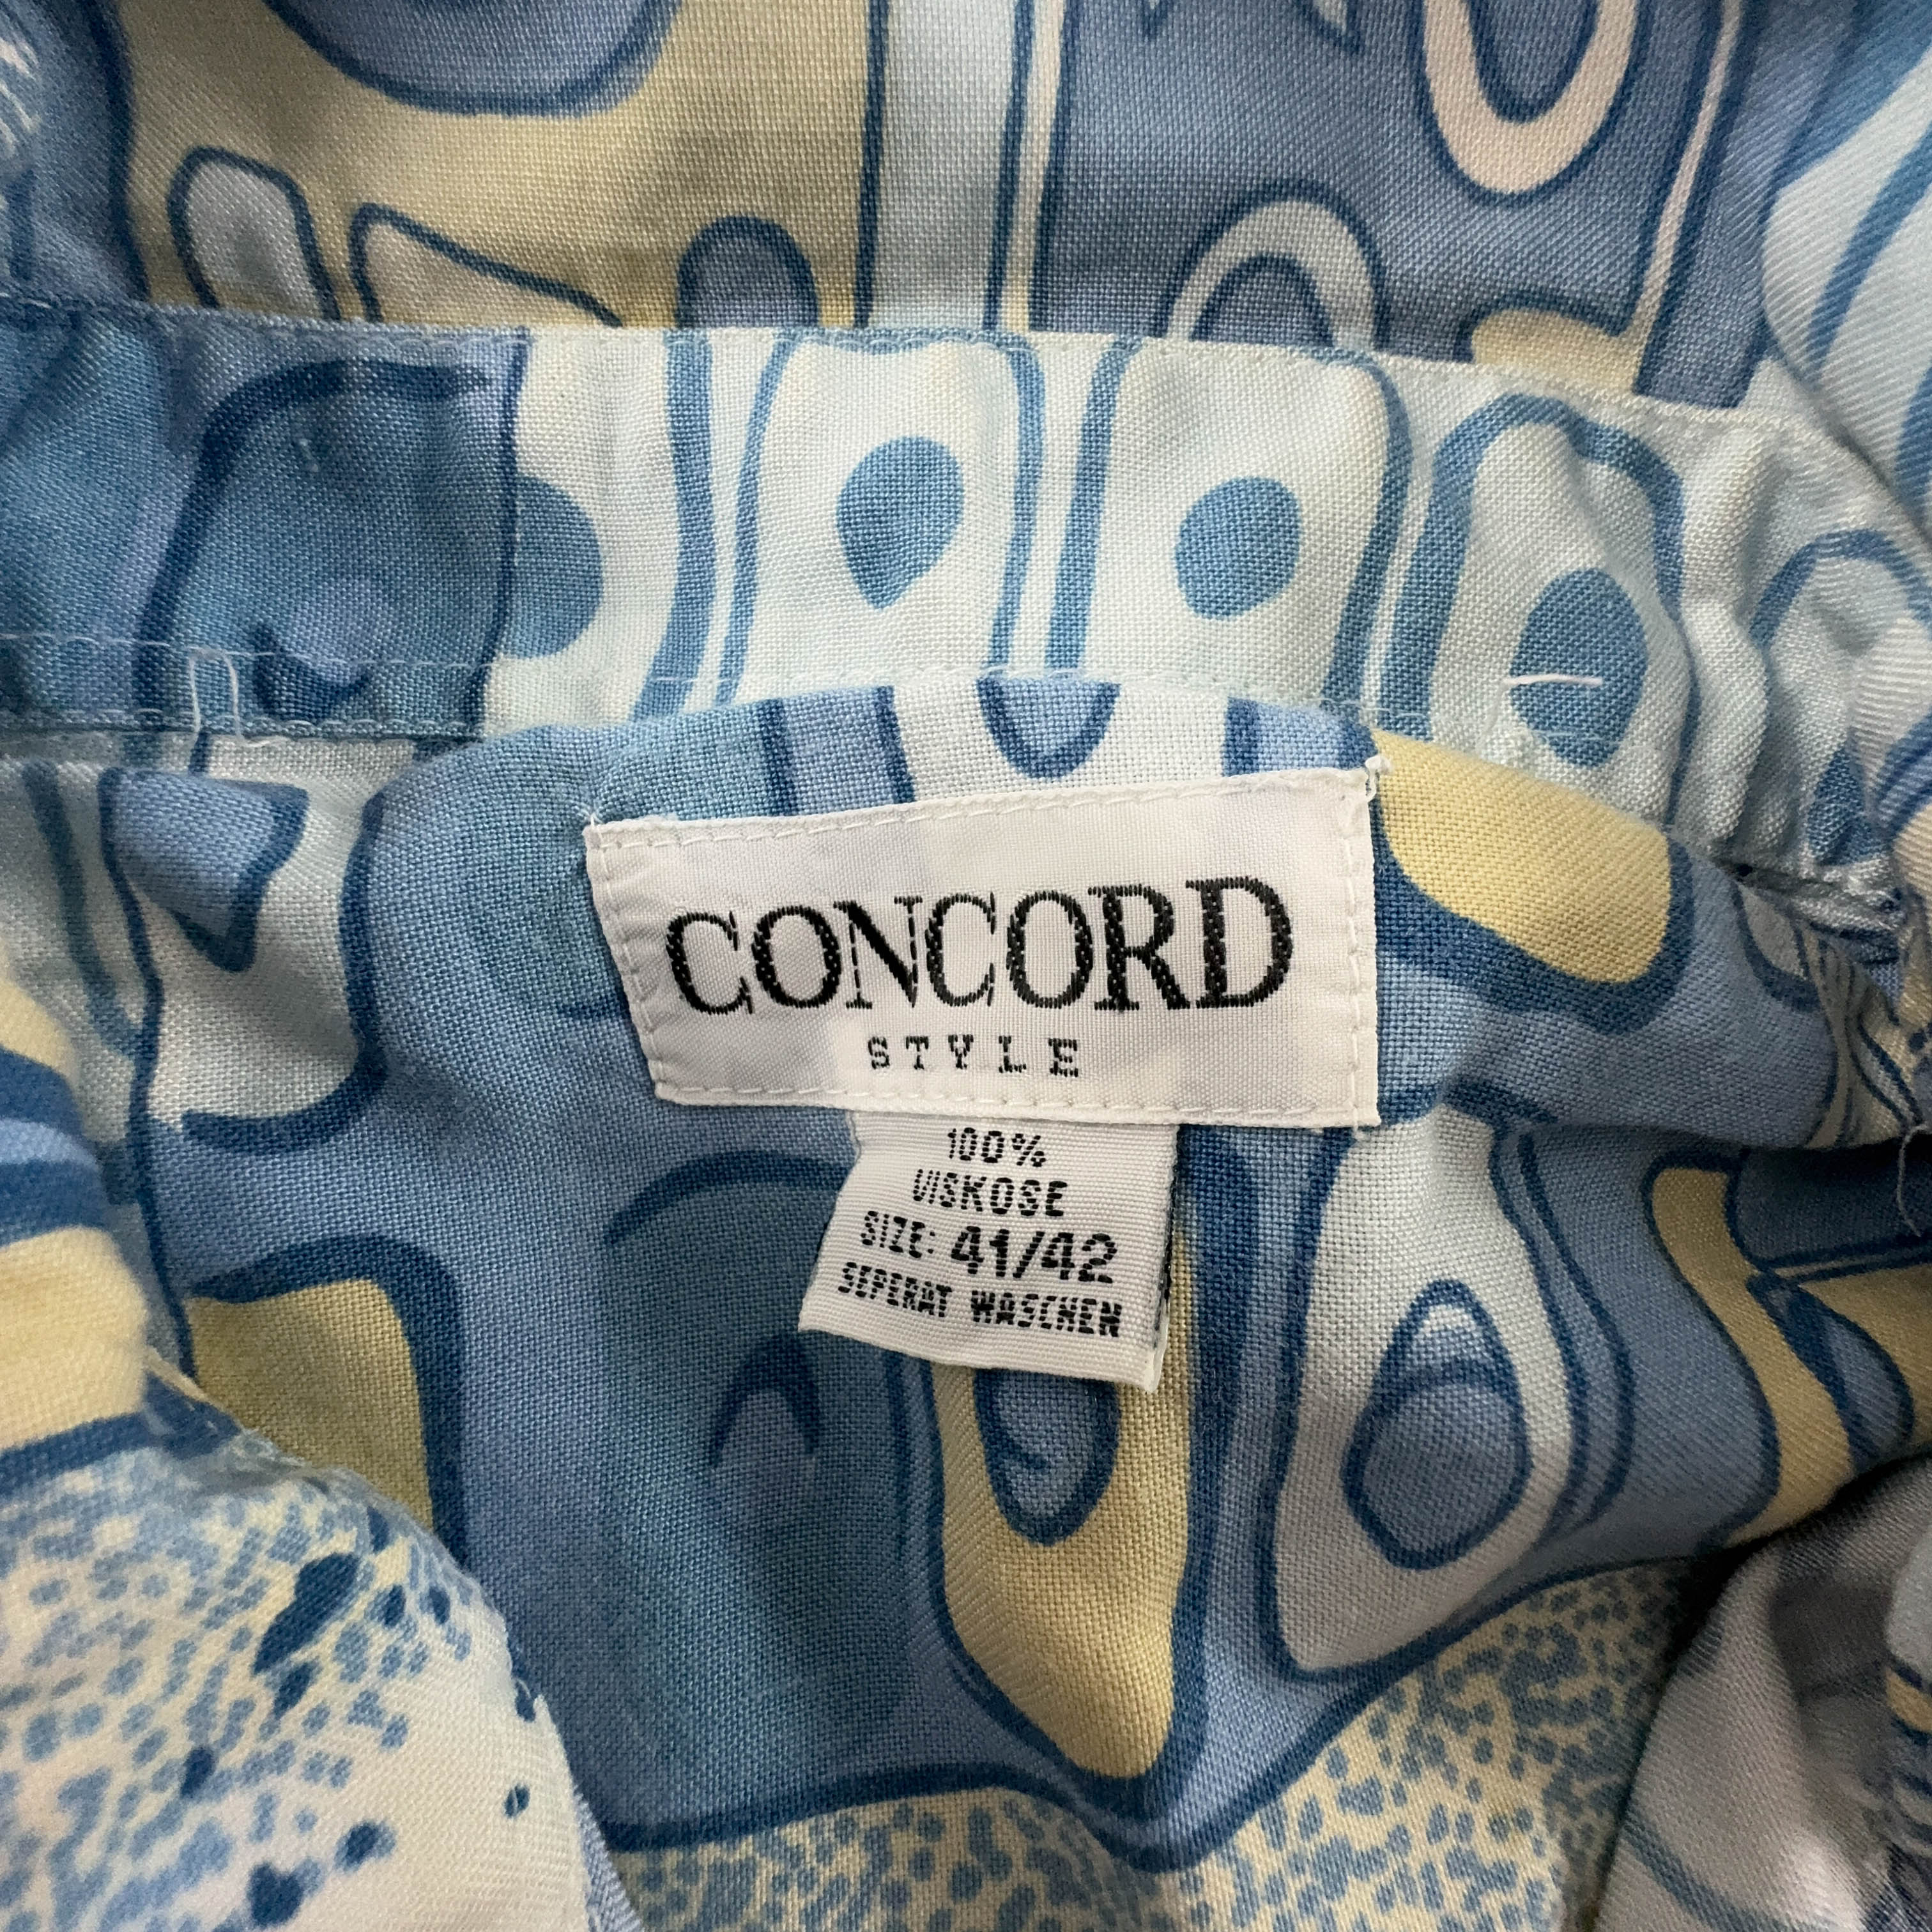 CONCORD
STYLE
100%
VISKOSE
SIZE: 41/42
SEPERAT WASCHEN